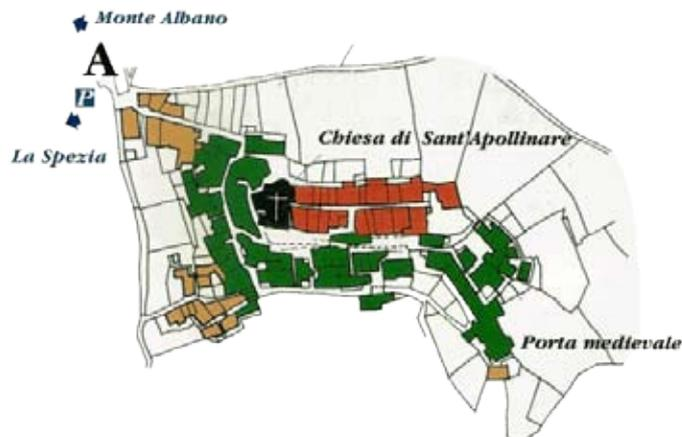 Monte Albano
A
P
La Spezia
Chiesa di Sant'Apollinare
Porta medievale